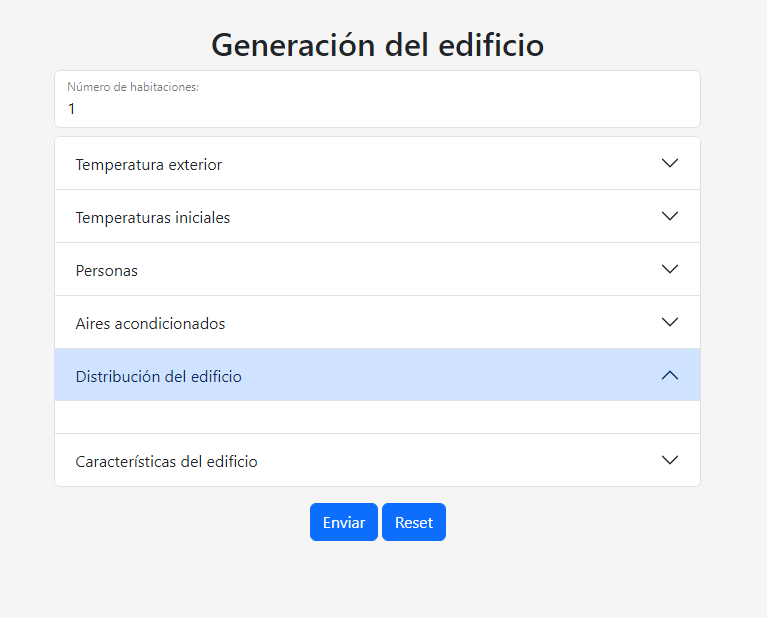 Generación del edificio
Número de habitaciones:
1
Temperatura exterior
Temperaturas iniciales
Personas
Aires acondicionados
Distribución del edificio
Características del edificio
Enviar Reset